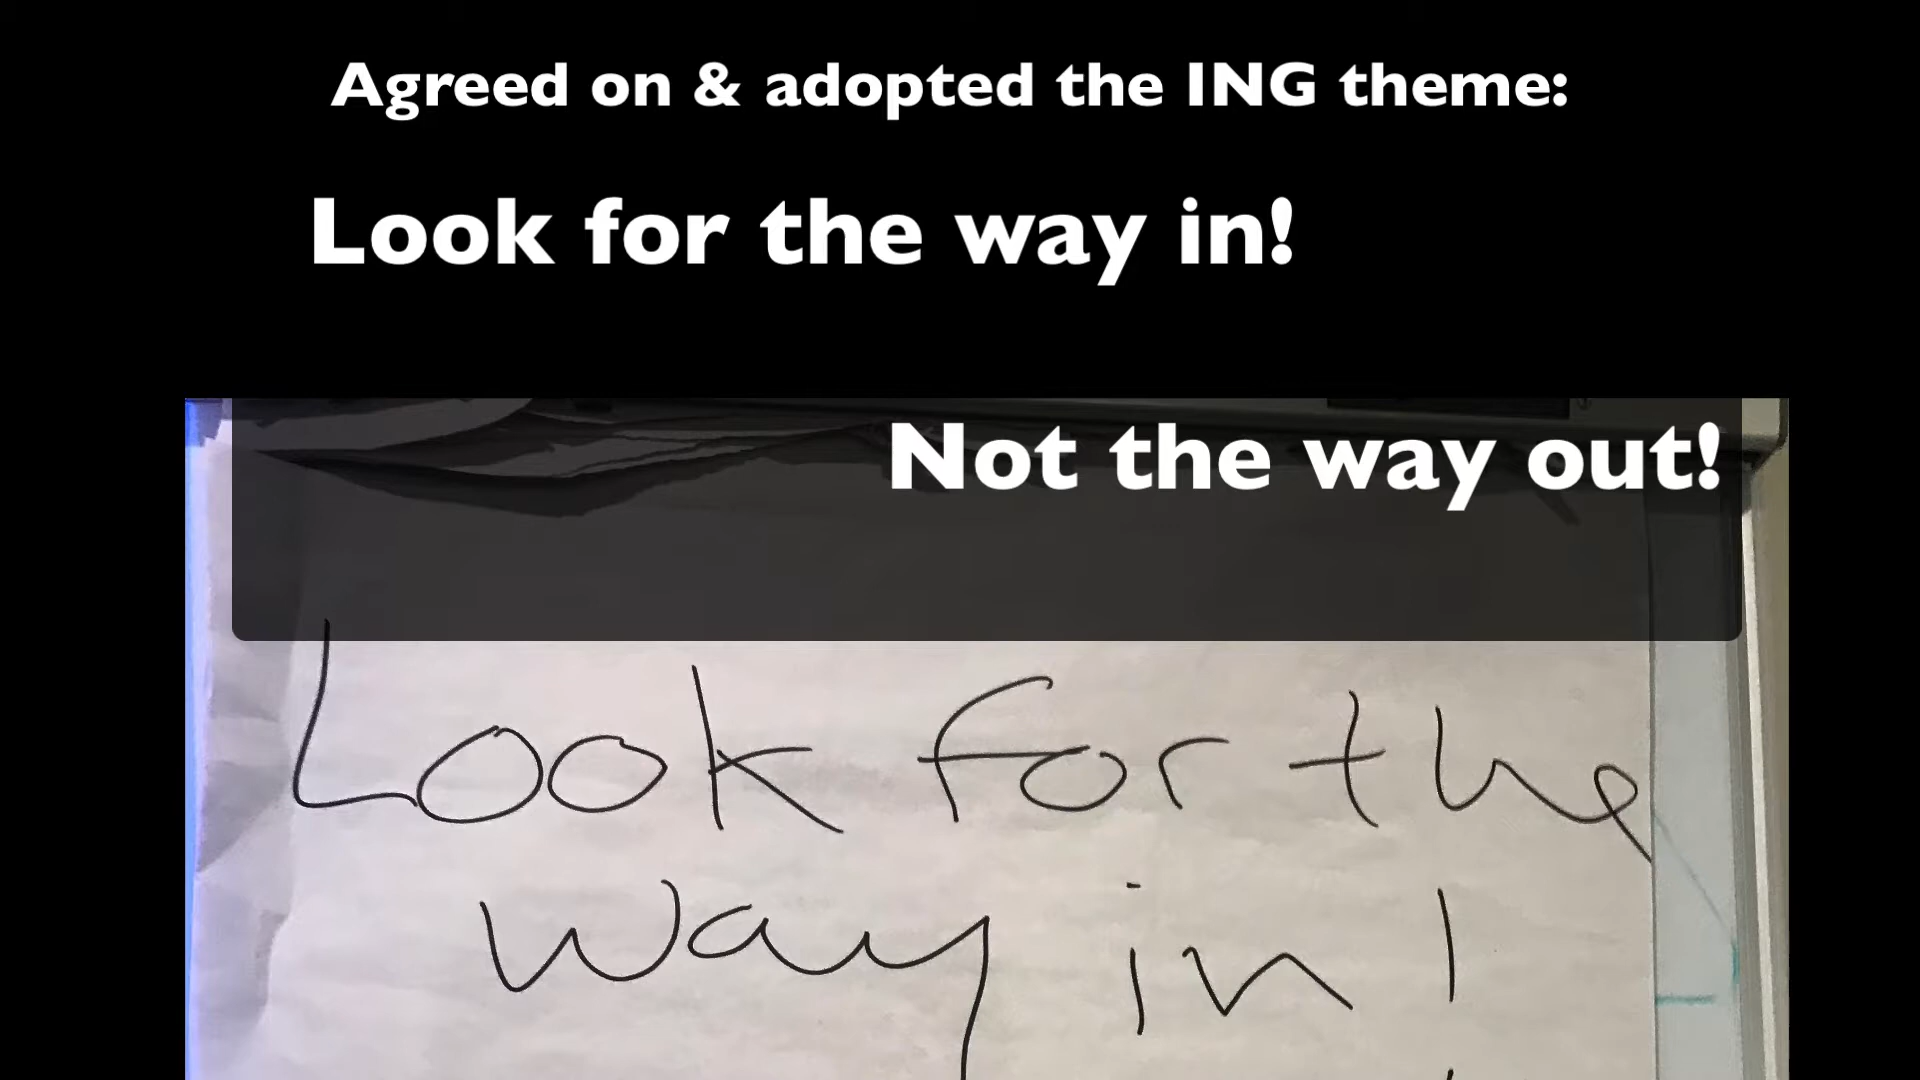 Agreed on & adopted the ING theme:
Look for the way in!
Not the way out!
Look for the
way in!